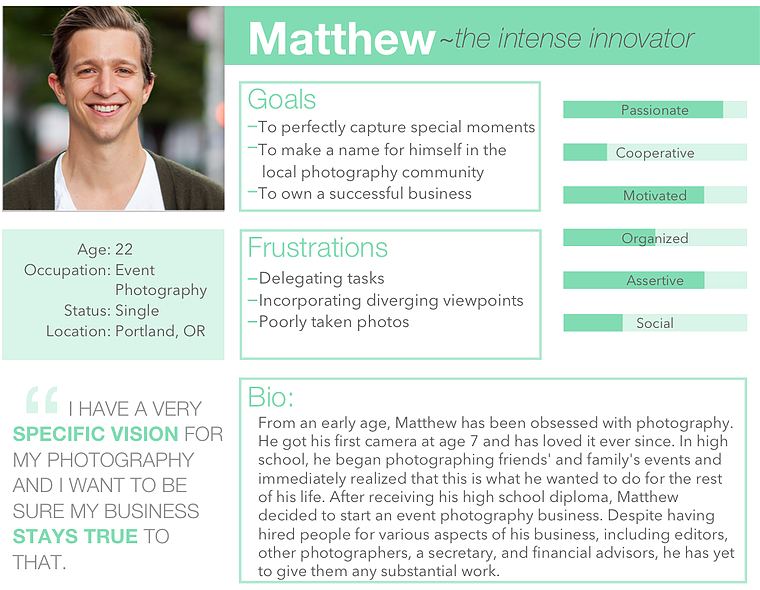 Matthew ~the intense innovator
Goals
–To perfectly capture special moments
–To make a name for himself in the
local photography community
–To own a successful business
Passionate
Cooperative
Motivated
Organized
Assertive
Social
Age: 22
Occupation: Event
Photography
Status: Single
Location: Portland, OR
Frustrations
–Delegating tasks
–Incorporating diverging viewpoints
–Poorly taken photos
“ I HAVE A VERY
SPECIFIC VISION FOR
MY PHOTOGRAPHY
AND I WANT TO BE
SURE MY BUSINESS
STAYS TRUE TO
THAT.
Bio:
From an early age, Matthew has been obsessed with photography.
He got his first camera at age 7 and has loved it ever since. In high
school, he began photographing friends' and family's events and
immediately realized that this is what he wanted to do for the rest
of his life. After receiving his high school diploma, Matthew
decided to start an event photography business. Despite having
hired people for various aspects of his business, including editors,
other photographers, a secretary, and financial advisors, he has yet
to give them any substantial work.